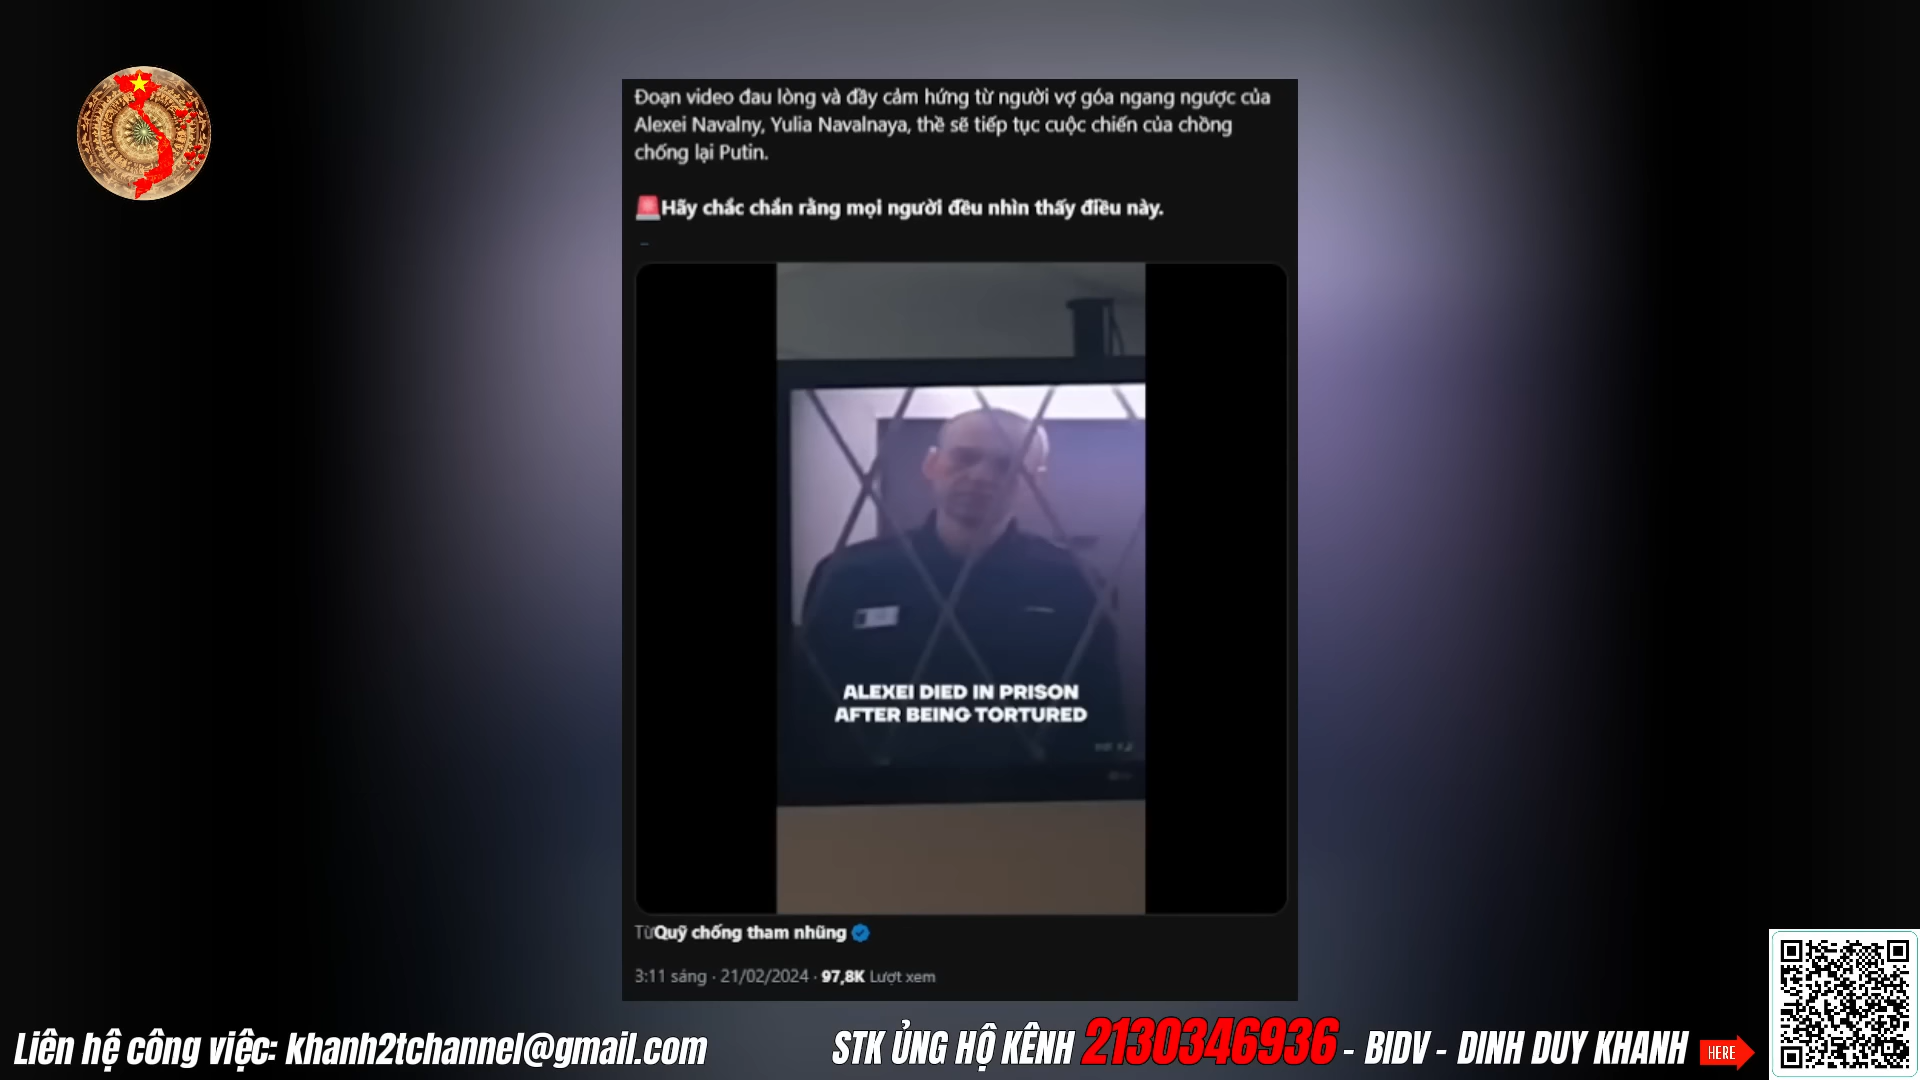 Đoạn video đau lòng và đầy cảm hứng từ người vợ góa ngang ngược của
Alexei Navalny, Yulia Navalnaya, thề sẽ tiếp tục cuộc chiến của chồng
chống lại Putin.
🚨Hãy chắc chắn rằng mọi người đều nhìn thấy điều này.
ALEXEI DIED IN PRISON
AFTER BEING TORTURED
TừQuỹ chống tham nhũng
3:11 sáng · 21/02/2024 · 97,8K Lượt xem
Liên hệ công việc: khanh2tchannel@gmail.com
STK ỦNG HỘ KÊNH 2130346936 - BIDV - DINH DUY KHANH
HERE